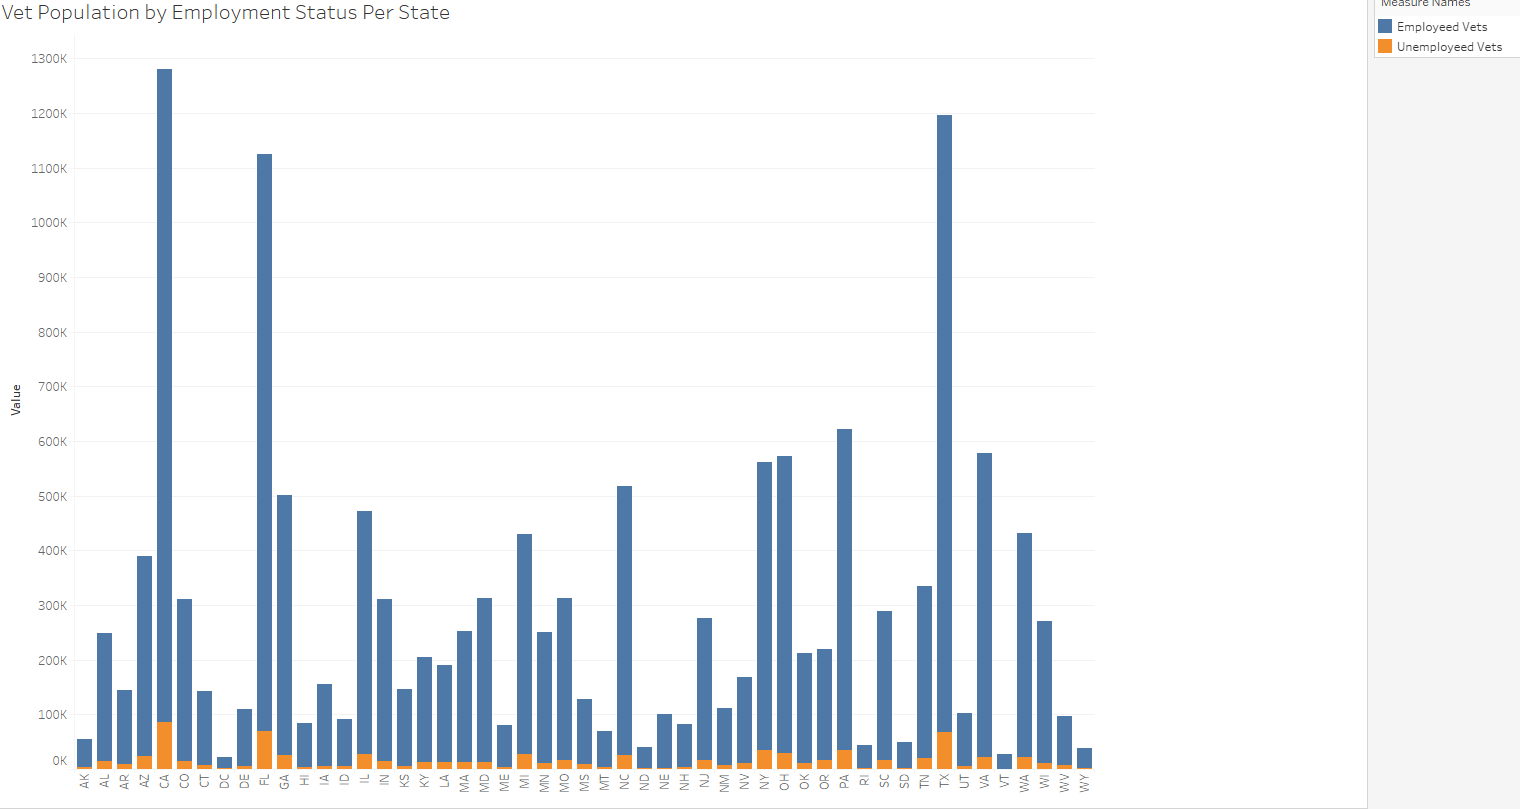 Vet Population by Employment Status Per State
Measure Names
Employeed Vets
Unemployeed Vets
1300K
1200K
1100K
1000K
900K
800K
700K
600K
500K
400K
300K
200K
100K
0K
Value
AK AL AR AZ CA CO CT DC DE FL GA HI IA ID IL IN KS KY LA MA MD ME MI MN MO MS MT NC ND NE NH NJ NM NV NY OH OK OR PA RI SC SD TN TX UT VA VT WA WI WV WY